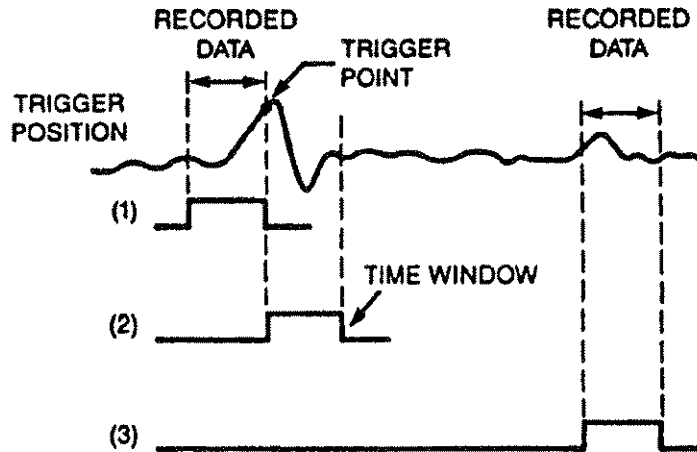 RECORDED
DATA
TRIGGER
POINT
RECORDED
DATA
TRIGGER
POSITION
(1)
TIME WINDOW
(2)
(3)